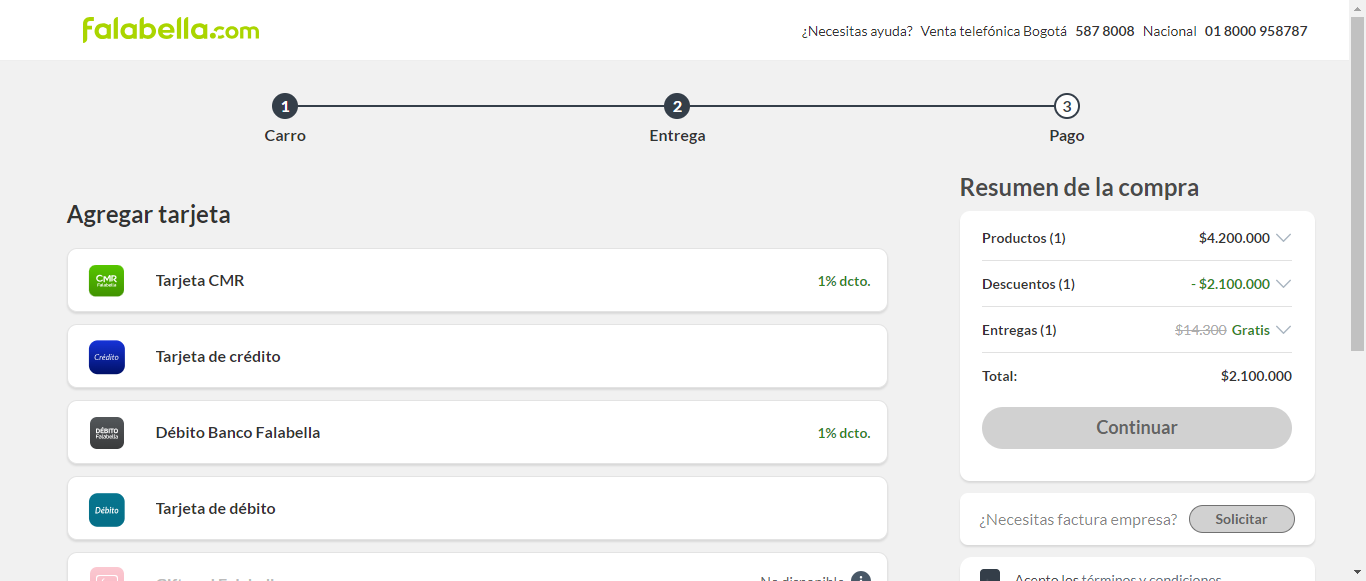 falabella.com
¿Necesitas ayuda? Venta telefónica Bogotá 587 8008 Nacional 01 8000 958787
1 2 3
Carro Entrega Pago
Agregar tarjeta
CMR
Falabella
Tarjeta CMR 1% dcto.
Crédito Tarjeta de crédito
DÉBITO
Falabella
Débito Banco Falabella 1% dcto.
Débito Tarjeta de débito
No disponible i
Resumen de la compra
Productos (1) $4.200.000
Descuentos (1) - $2.100.000
Entregas (1) $14.300 Gratis
Total: $2.100.000
Continuar
¿Necesitas factura empresa? Solicitar
Acepto los términos y condiciones